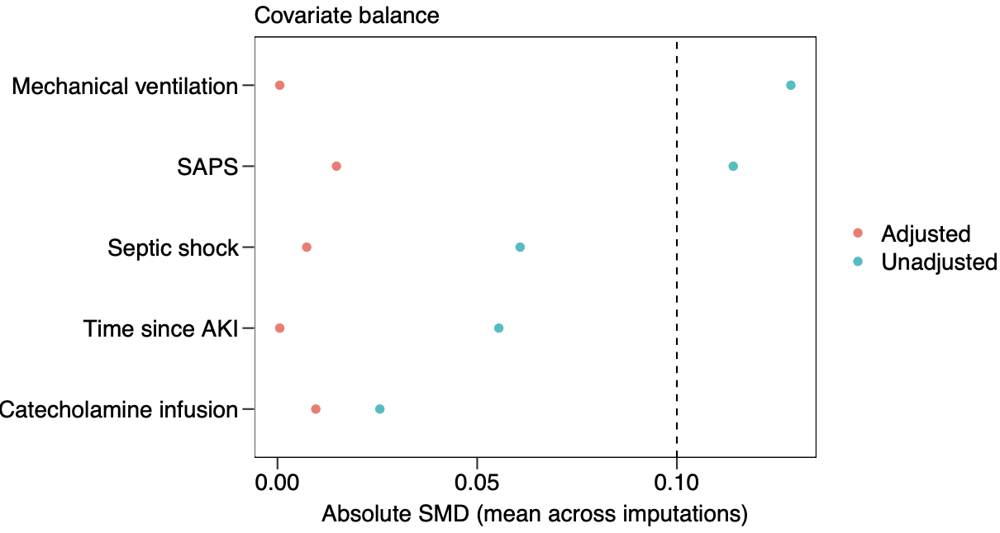 Covariate balance
Mechanical ventilation
SAPS
Septic shock
Time since AKI
Catecholamine infusion
0.00 0.05 0.10
Absolute SMD (mean across imputations)
Adjusted
Unadjusted